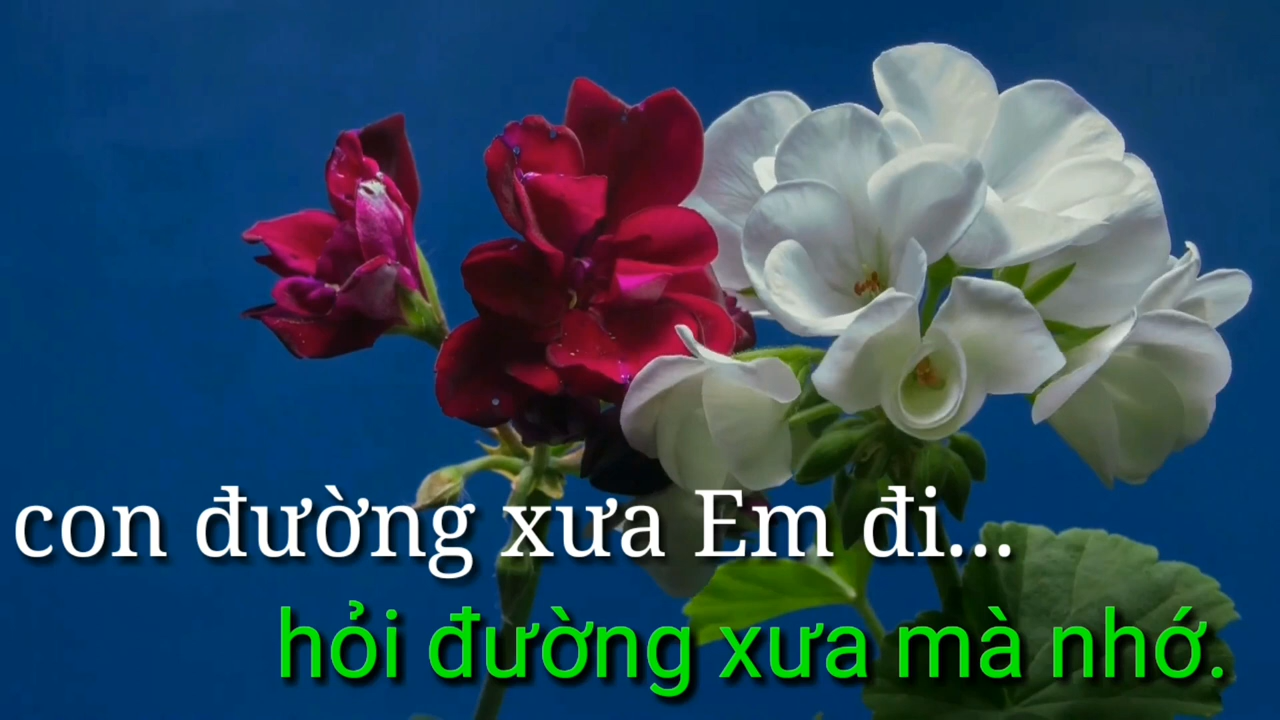 con đường xưa Em đi...
hỏi đường xưa mà nhớ.